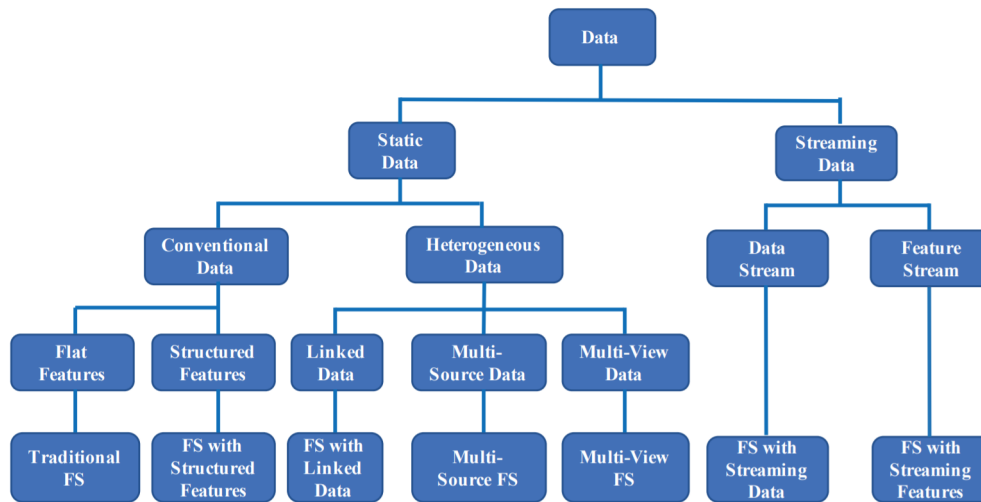 Data
Static
Data
Streaming
Data
Conventional
Data
Heterogeneous
Data
Data
Stream
Feature
Stream
Flat
Features
Structured
Features
Linked
Data
Multi-
Source Data
Multi-View
Data
Traditional
FS
FS with
Structured
Features
FS with
Linked
Data
Multi-
Source FS
Multi-View
FS
FS with
Streaming
Data
FS with
Streaming
Features